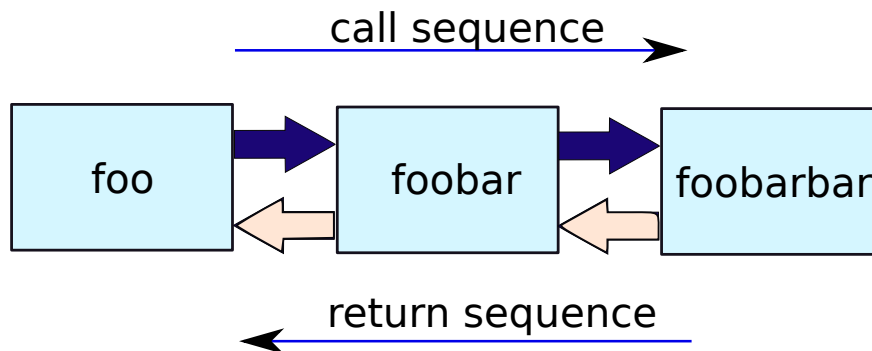 call sequence
foo
foobar
foobarbar
return sequence